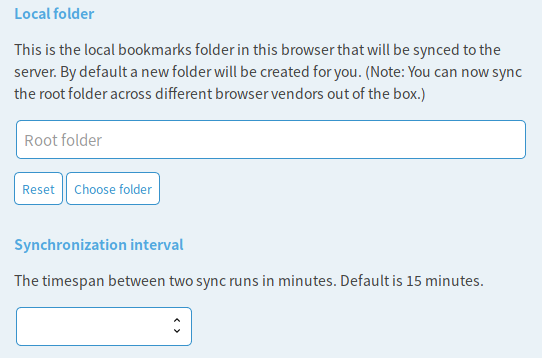 Local folder
This is the local bookmarks folder in this browser that will be synced to the
server. By default a new folder will be created for you. (Note: You can now sync
the root folder across different browser vendors out of the box.)
Root folder
Reset Choose folder
Synchronization interval
The timespan between two sync runs in minutes. Default is 15 minutes.